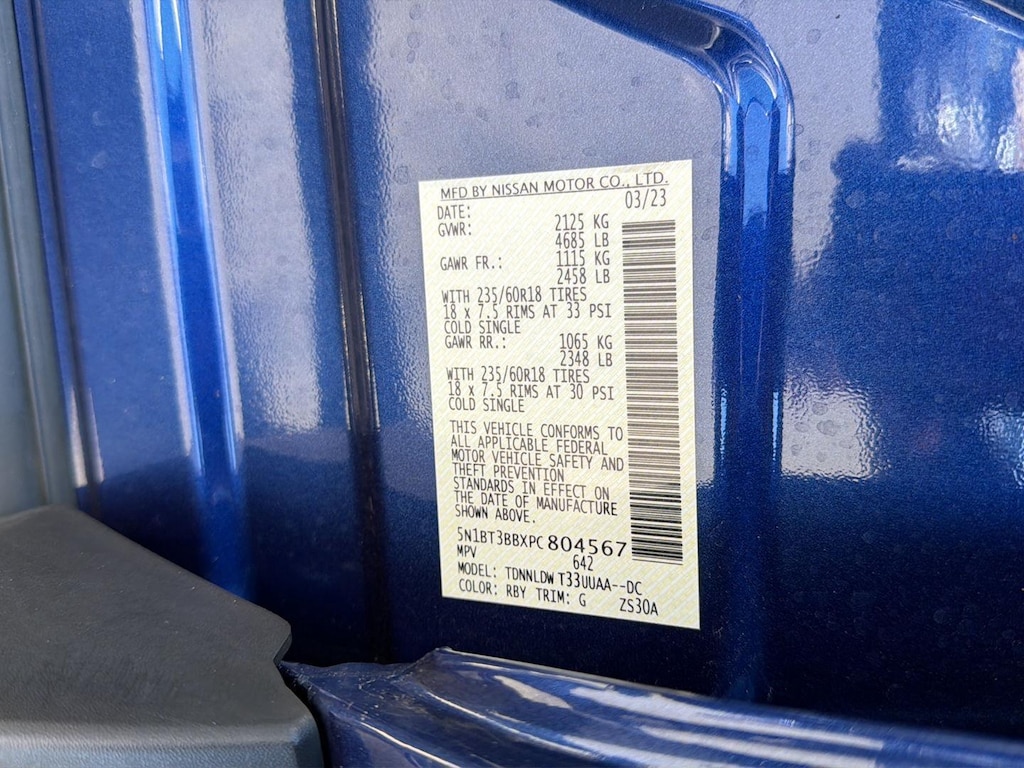 MFD BY NISSAN MOTOR CO., LTD.
DATE: 03/23
GVWR: 2125 KG
4685 LB
GAWR FR.: 1115 KG
2458 LB
WITH 235/60R18 TIRES
18 x 7.5 RIMS AT 33 PSI
COLD SINGLE
GAWR RR.: 1065 KG
2348 LB
WITH 235/60R18 TIRES
18 x 7.5 RIMS AT 30 PSI
COLD SINGLE
THIS VEHICLE CONFORMS TO
ALL APPLICABLE FEDERAL
MOTOR VEHICLE SAFETY AND
THEFT PREVENTION
STANDARDS IN EFFECT ON
THE DATE OF MANUFACTURE
SHOWN ABOVE.
5N1BT3BBXPC804567
MPV 642
MODEL: TDNNLDW T33UUAA--DC
COLOR: RBY TRIM: G ZS30A